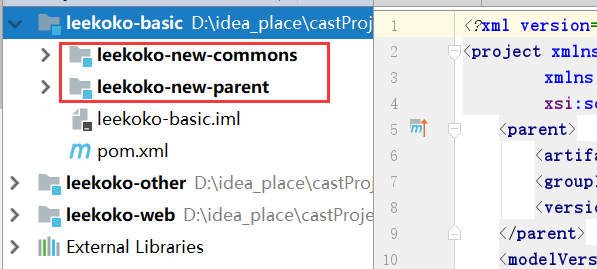 leekoko-basic D:\idea_place\castProje
leekoko-new-commons
leekoko-new-parent
leekoko-basic.iml
pom.xml
leekoko-other D:\idea_place\castProje
leekoko-web D:\idea_place\castProje
External Libraries
1 <?xml version=
2 <project xmlns
3 xmlns
4 xsi:sc
5 <parent>
6 <artifa
7 <groupI
8 <versio
9 </parent>
10 <modelVers